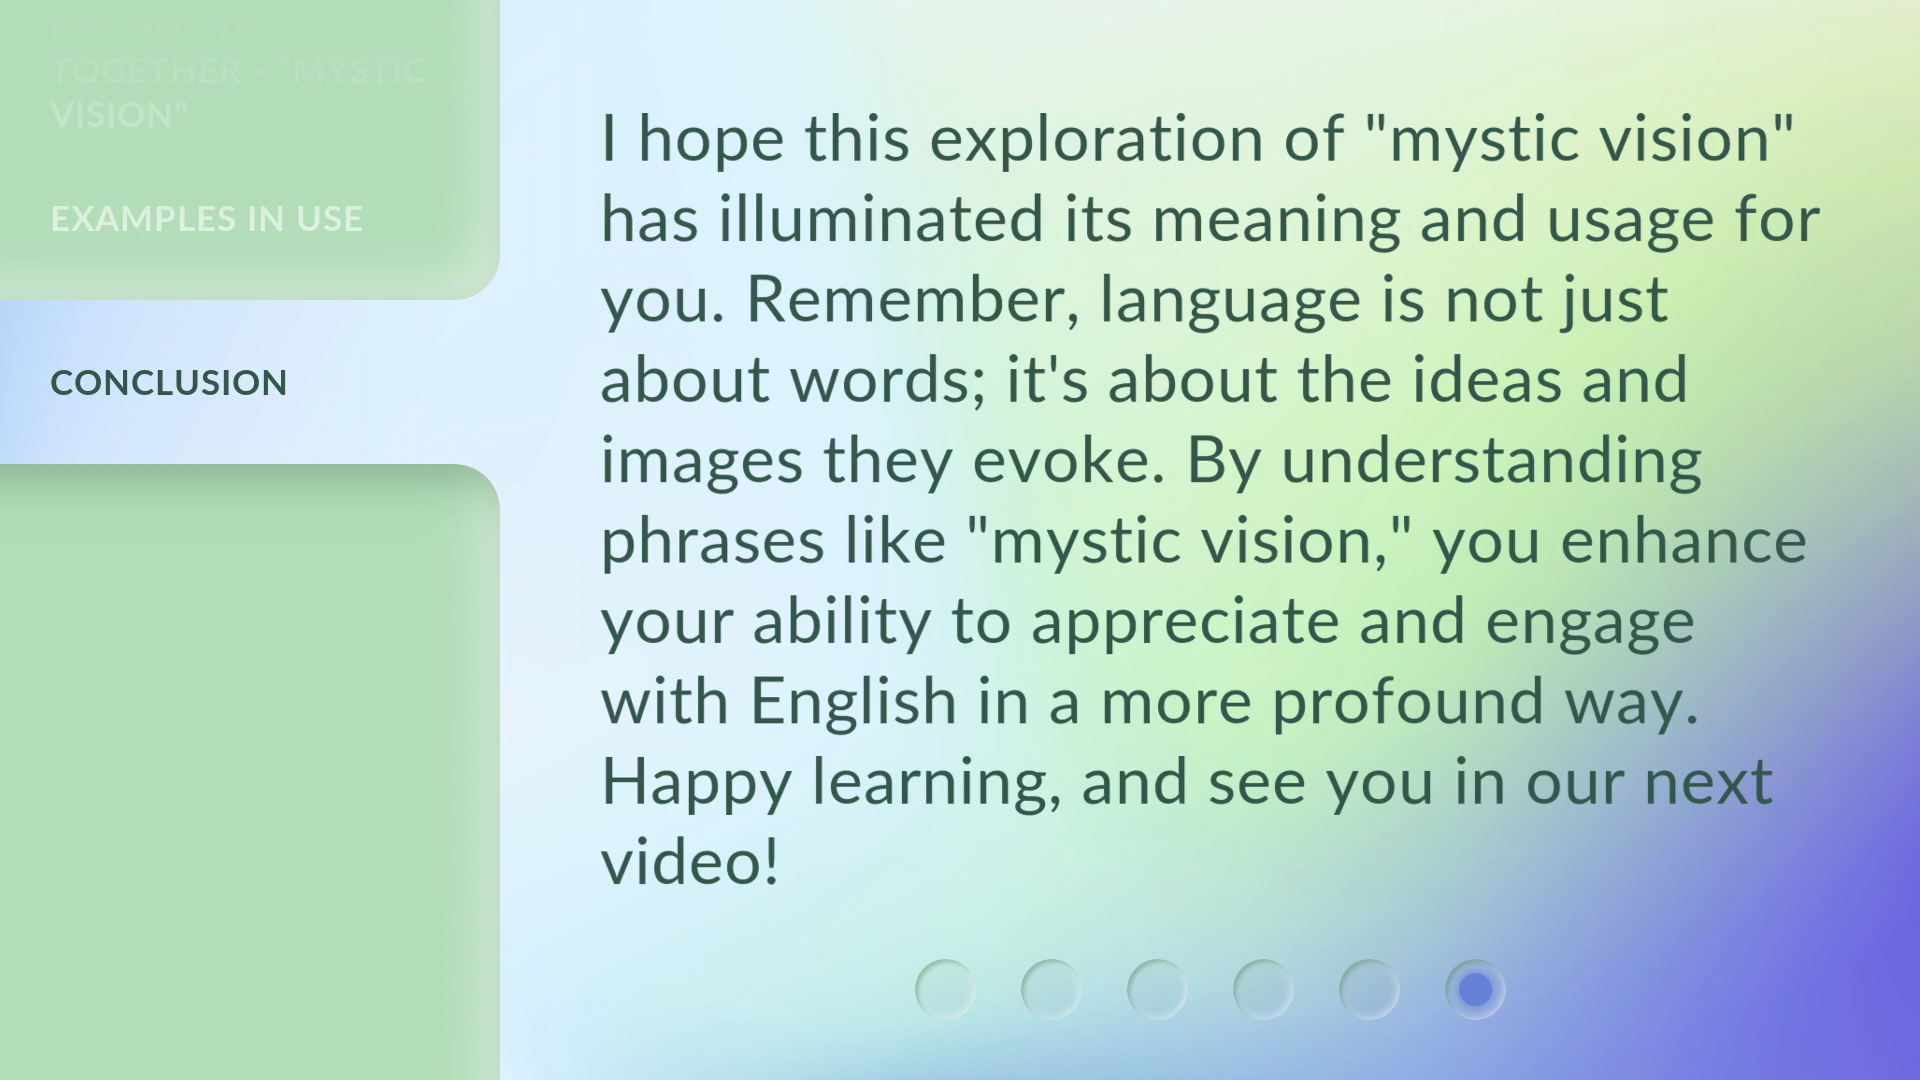 TOGETHER - "MYSTIC
VISION"
EXAMPLES IN USE
CONCLUSION
I hope this exploration of "mystic vision"
has illuminated its meaning and usage for
you. Remember, language is not just
about words; it's about the ideas and
images they evoke. By understanding
phrases like "mystic vision," you enhance
your ability to appreciate and engage
with English in a more profound way.
Happy learning, and see you in our next
video!